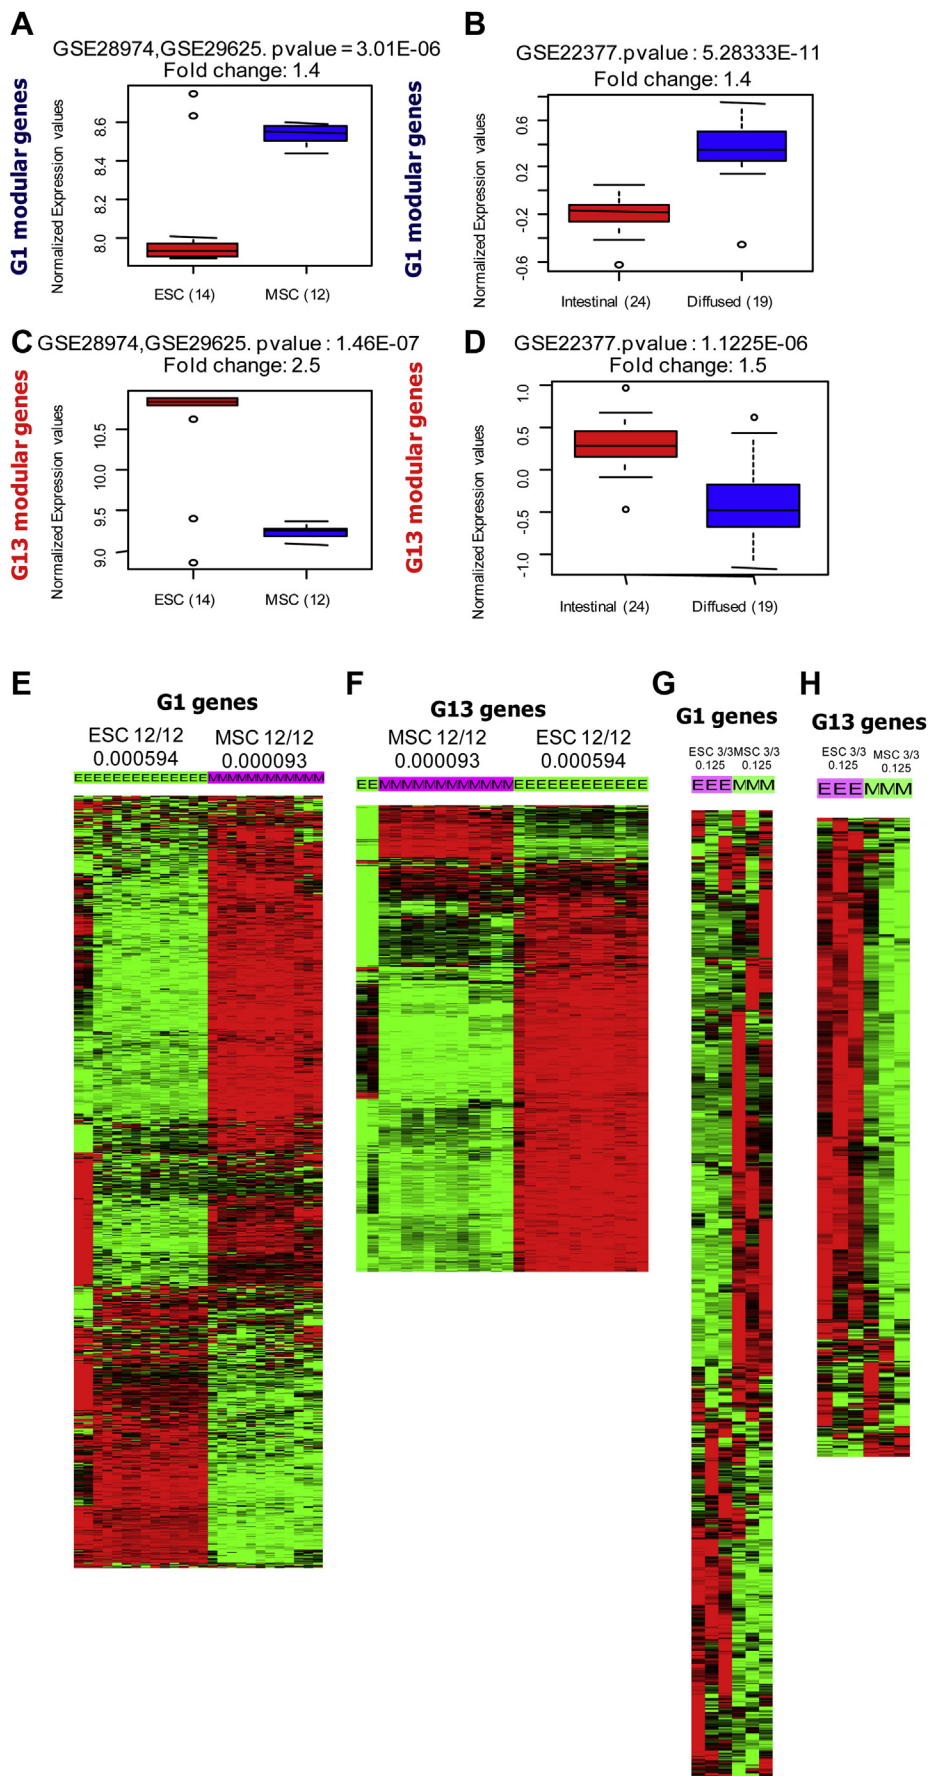 A
GSE28974,GSE29625. pvalue = 3.01E-06
Fold change: 1.4
G1 modular genes
Normalized Expression values
8.6
8.4
8.2
8.0
ESC (14)
MSC (12)
B
GSE22377.pvalue : 5.28333E-11
Fold change: 1.4
G1 modular genes
Normalized Expression values
0.6
0.2
-0.2
-0.6
Intestinal (24)
Diffused (19)
C
GSE28974,GSE29625. pvalue : 1.46E-07
Fold change: 2.5
G13 modular genes
Normalized Expression values
10.5
10.0
9.5
9.0
ESC (14)
MSC (12)
D
GSE22377.pvalue : 1.1225E-06
Fold change: 1.5
G13 modular genes
Normalized Expression values
1.0
0.5
0.0
-0.5
-1.0
Intestinal (24)
Diffused (19)
E
G1 genes
ESC 12/12
0.000594
MSC 12/12
0.000093
EEEEEEEEEEEEEEMMMMMMMMMMMM
F
G13 genes
MSC 12/12
0.000093
ESC 12/12
0.000594
EEMMMMMMMMMMMMEEEEEEEEEEEE
G
G1 genes
ESC 3/3
0.125
MSC 3/3
0.125
EEEMMM
H
G13 genes
ESC 3/3
0.125
MSC 3/3
0.125
EEEMMM